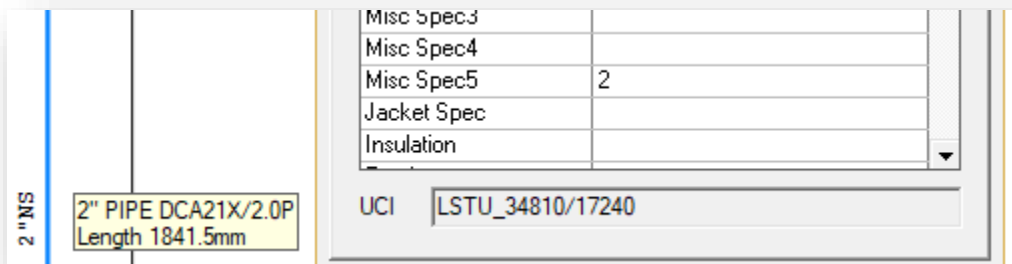 Misc Spec3
Misc Spec4
Misc Spec5 2
Jacket Spec
Insulation
UCI LSTU_34810/17240
2" PIPE DCA21X/2.0P
Length 1841.5mm
2"NS